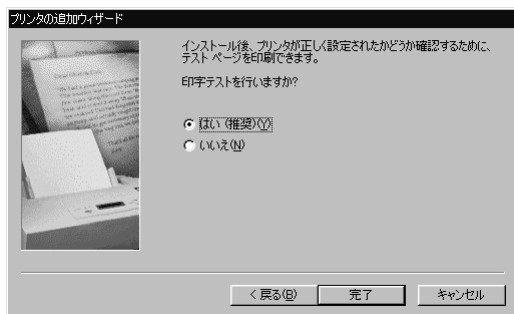 プリンタの追加ウィザード
インストール後、プリンタが正しく設定されたかどうか確認するために、
テスト ページを印刷できます。
印字テストを行いますか?
はい (推奨)(Y)
いいえ(N)
< 戻る(B)
完了
キャンセル